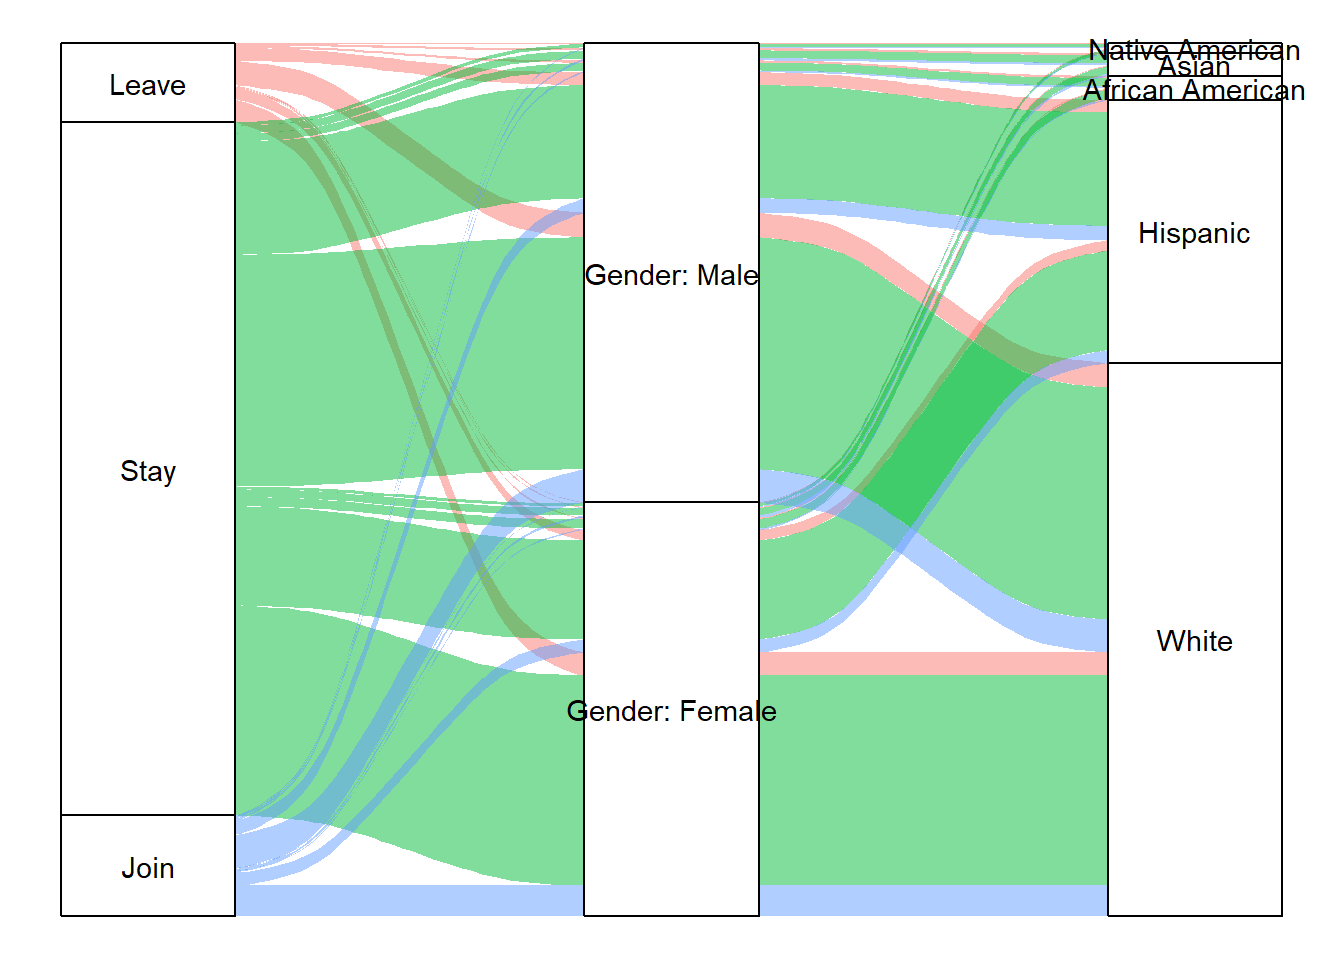 Leave
Stay
Join
Gender: Male
Gender: Female
Native American
Asian
African American
Hispanic
White